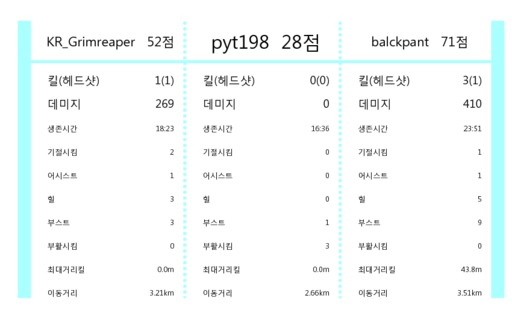 KR_Grimreaper 52점 pyt198 28점 balckpant 71점
킬(헤드샷) 1(1) 킬(헤드샷) 0(0) 킬(헤드샷) 3(1)
데미지 269 데미지 0 데미지 410
생존시간 18:23 생존시간 16:36 생존시간 23:51
기절시킴 2 기절시킴 0 기절시킴 1
어시스트 1 어시스트 0 어시스트 1
힐 3 힐 0 힐 5
부스트 3 부스트 1 부스트 9
부활시킴 0 부활시킴 3 부활시킴 0
최대거리킬 0.0m 최대거리킬 0.0m 최대거리킬 43.8m
이동거리 3.21km 이동거리 2.66km 이동거리 3.51km